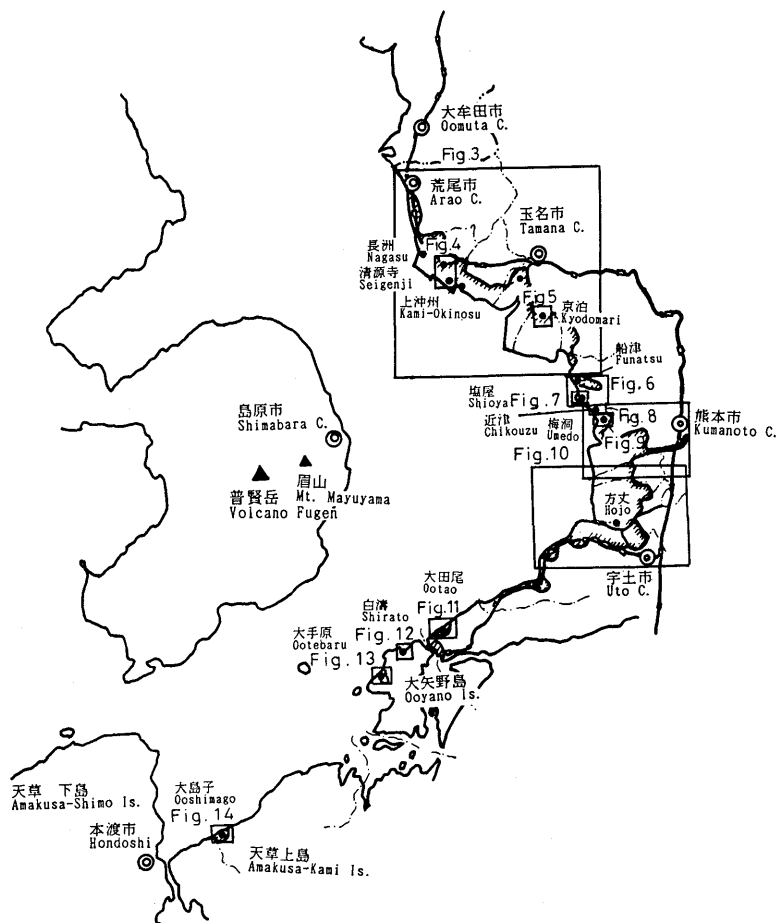 大牟田市
Oomuta C.
Fig.3
荒尾市
Arao C.
玉名市
Tamana C.
長洲
Nagasu
Fig.4
清源寺
Seigenji
上沖州
Kami-Okinosu
Fig5
京泊
Kyodomari
船津
Funatsu
Fig.6
塩屋
Shioya
Fig.7
近津
Chikouzu
梅洞
Umedo
Fig.8
Fig.9
熊本市
Kumanoto C.
Fig.10
島原市
Shimabara C.
普賢岳
Voicano Fugen
眉山
Mt. Mayuyama
方丈
Hojo
宇土市
Uto C.
大田尾
Ootao
Fig.11
白濤
Shirato
Fig.12
大手原
Ootebaru
Fig.13
大矢野島
Ooyano Is.
天草 下島
Amakusa-Shimo Is.
大島子
Ooshimago
Fig.14
本渡市
Hondoshi
天草上島
Amakusa-Kami Is.